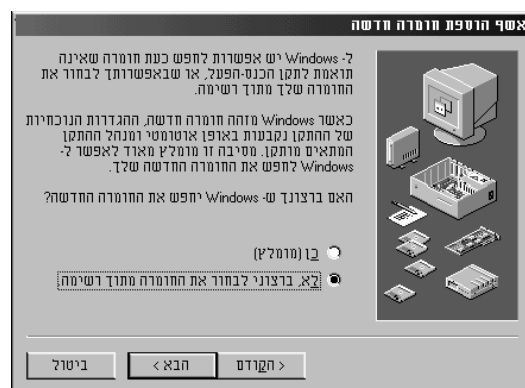 אשף הוספת חומרה חדשה
ל- Windows יש אפשרות לחפש כעת חומרה שאינה
תואמת לתקן הכנס-הפעל, או שבאפשרותך לבחור את
החומרה שלך מתוך רשימה.
כאשר Windows מזהה חומרה חדשה, ההגדרות הנוכחיות
של ההתקן נקבעות באופן אוטומטי ומנהל ההתקן
המתאים מותקן. מסיבה זו מומלץ מאוד לאפשר ל-
Windows לחפש את החומרה החדשה שלך.
האם ברצונך ש- Windows יחפש את החומרה החדשה?
כן (מומלץ)
לא, ברצוני לבחור את החומרה מתוך רשימה.
< הקודם
הבא >
ביטול